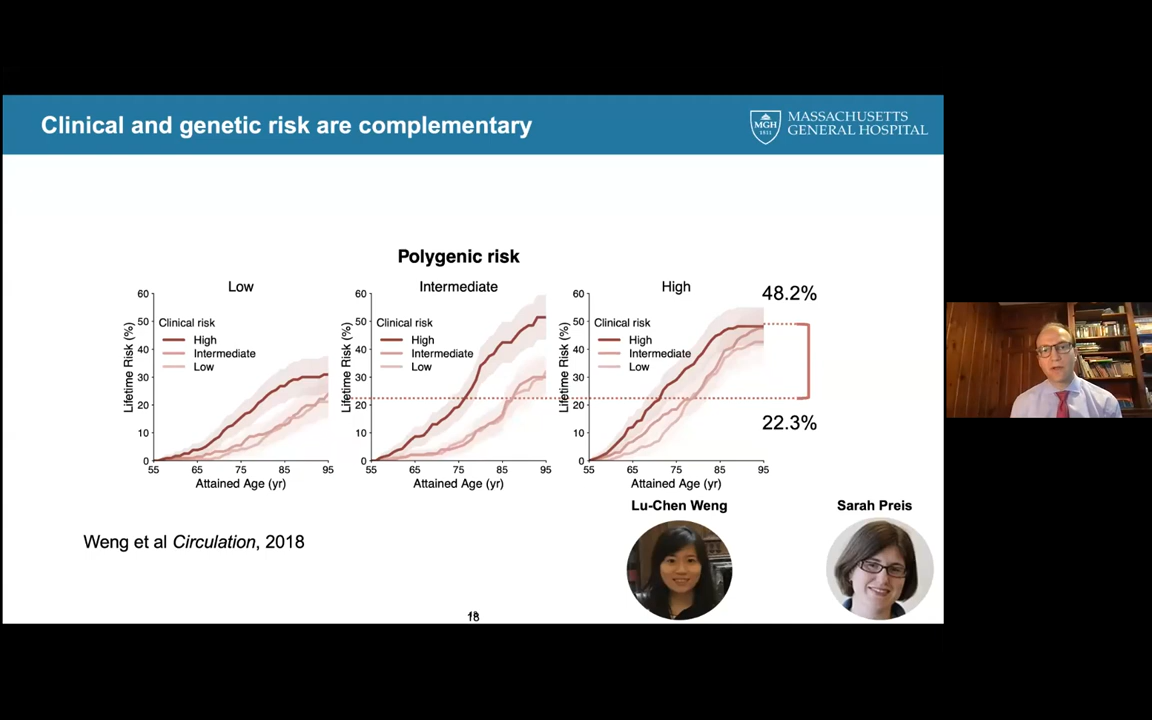 Clinical and genetic risk are complementary
MGH
1811
MASSACHUSETTS
GENERAL HOSPITAL
Polygenic risk
Low
Intermediate
High
48.2%
22.3%
Lifetime Risk (%)
60
50
40
30
20
10
0
Clinical risk
High
Intermediate
Low
55
65
75
85
95
Attained Age (yr)
Lifetime Risk (%)
60
50
40
30
20
10
0
Clinical risk
High
Intermediate
Low
55
65
75
85
95
Attained Age (yr)
Lifetime Risk (%)
60
50
40
30
20
10
0
Clinical risk
High
Intermediate
Low
55
65
75
85
95
Attained Age (yr)
Lu-Chen Weng
Sarah Preis
Weng et al Circulation, 2018